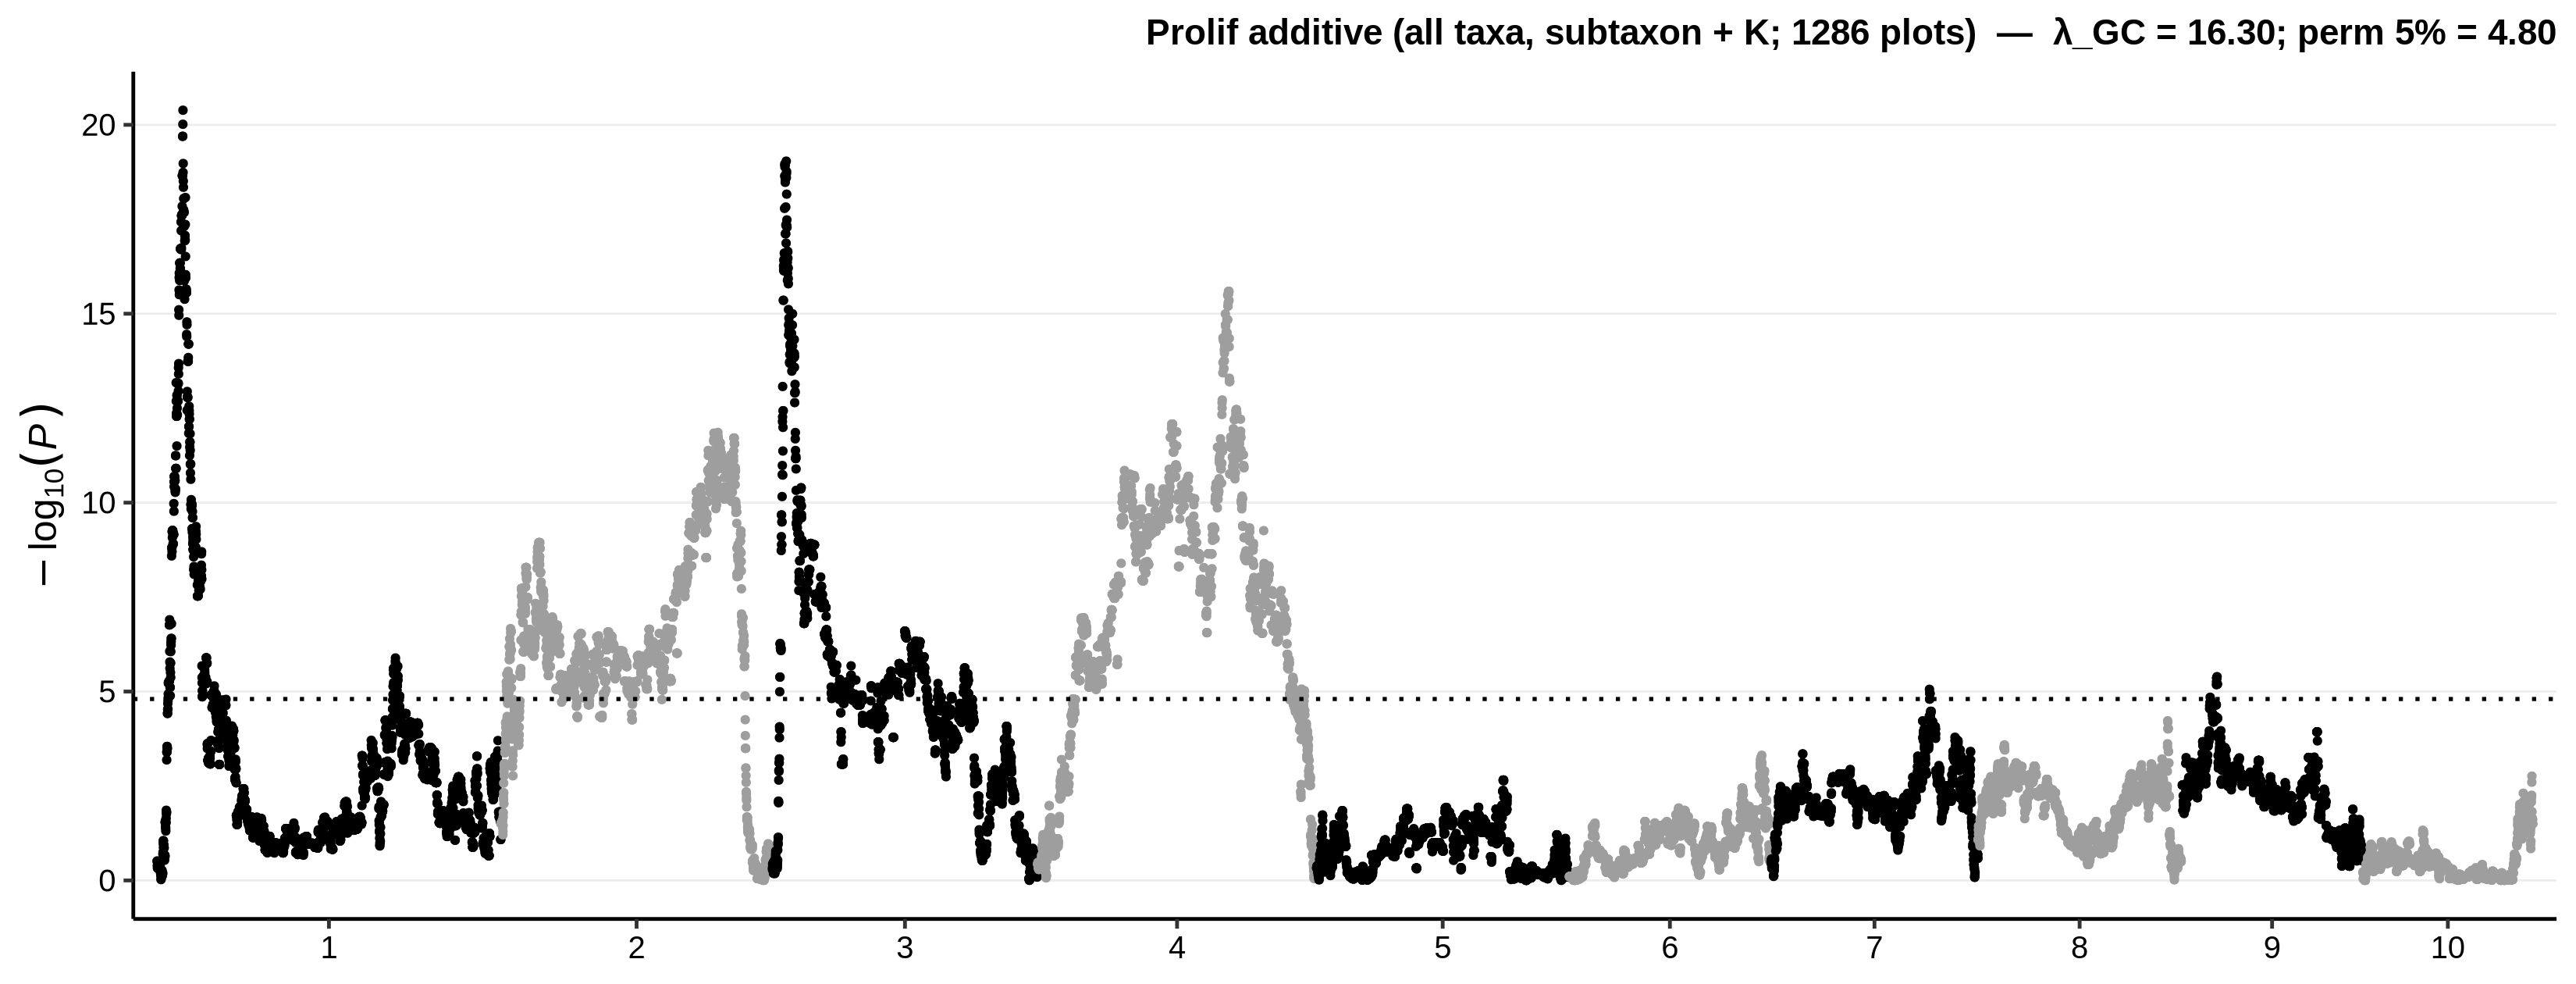 Prolif additive (all taxa, subtaxon + K; 1286 plots) — λ_GC = 16.30; perm 5% = 4.80
− log10(P)
20
15
10
5
0
1 2 3 4 5 6 7 8 9 10